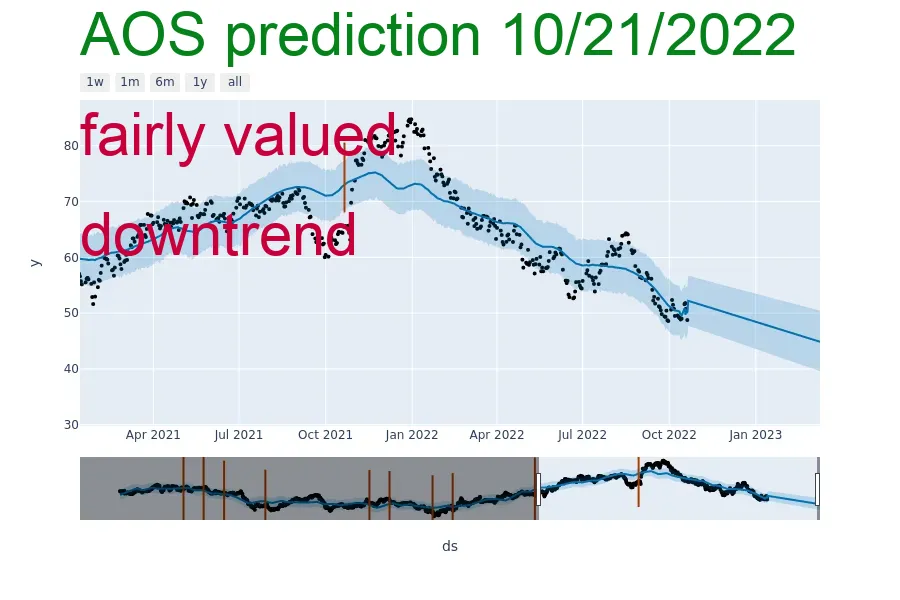 AOS prediction 10/21/2022
1w 1m 6m 1y all
fairly valued
downtrend
80
70
60
50
40
30
y
Apr 2021 Jul 2021 Oct 2021 Jan 2022 Apr 2022 Jul 2022 Oct 2022 Jan 2023
ds